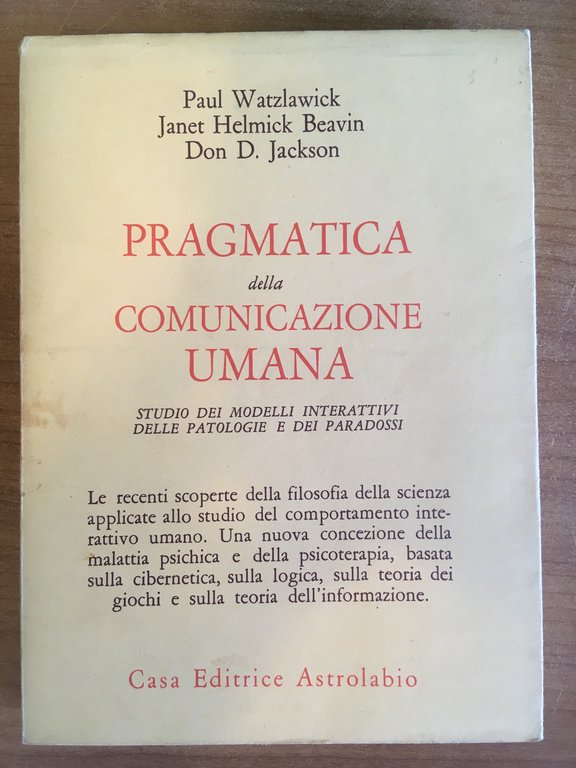 Paul Watzlawick
Janet Helmick Beavin
Don D. Jackson
PRAGMATICA
della
COMUNICAZIONE
UMANA
STUDIO DEI MODELLI INTERATTIVI
DELLE PATOLOGIE E DEI PARADOSSI
Le recenti scoperte della filosofia della scienza
applicate allo studio del comportamento inte-
rattivo umano. Una nuova concezione della
malattia psichica e della psicoterapia, basata
sulla cibernetica, sulla logica, sulla teoria dei
giochi e sulla teoria dell'informazione.
Casa Editrice Astrolabio